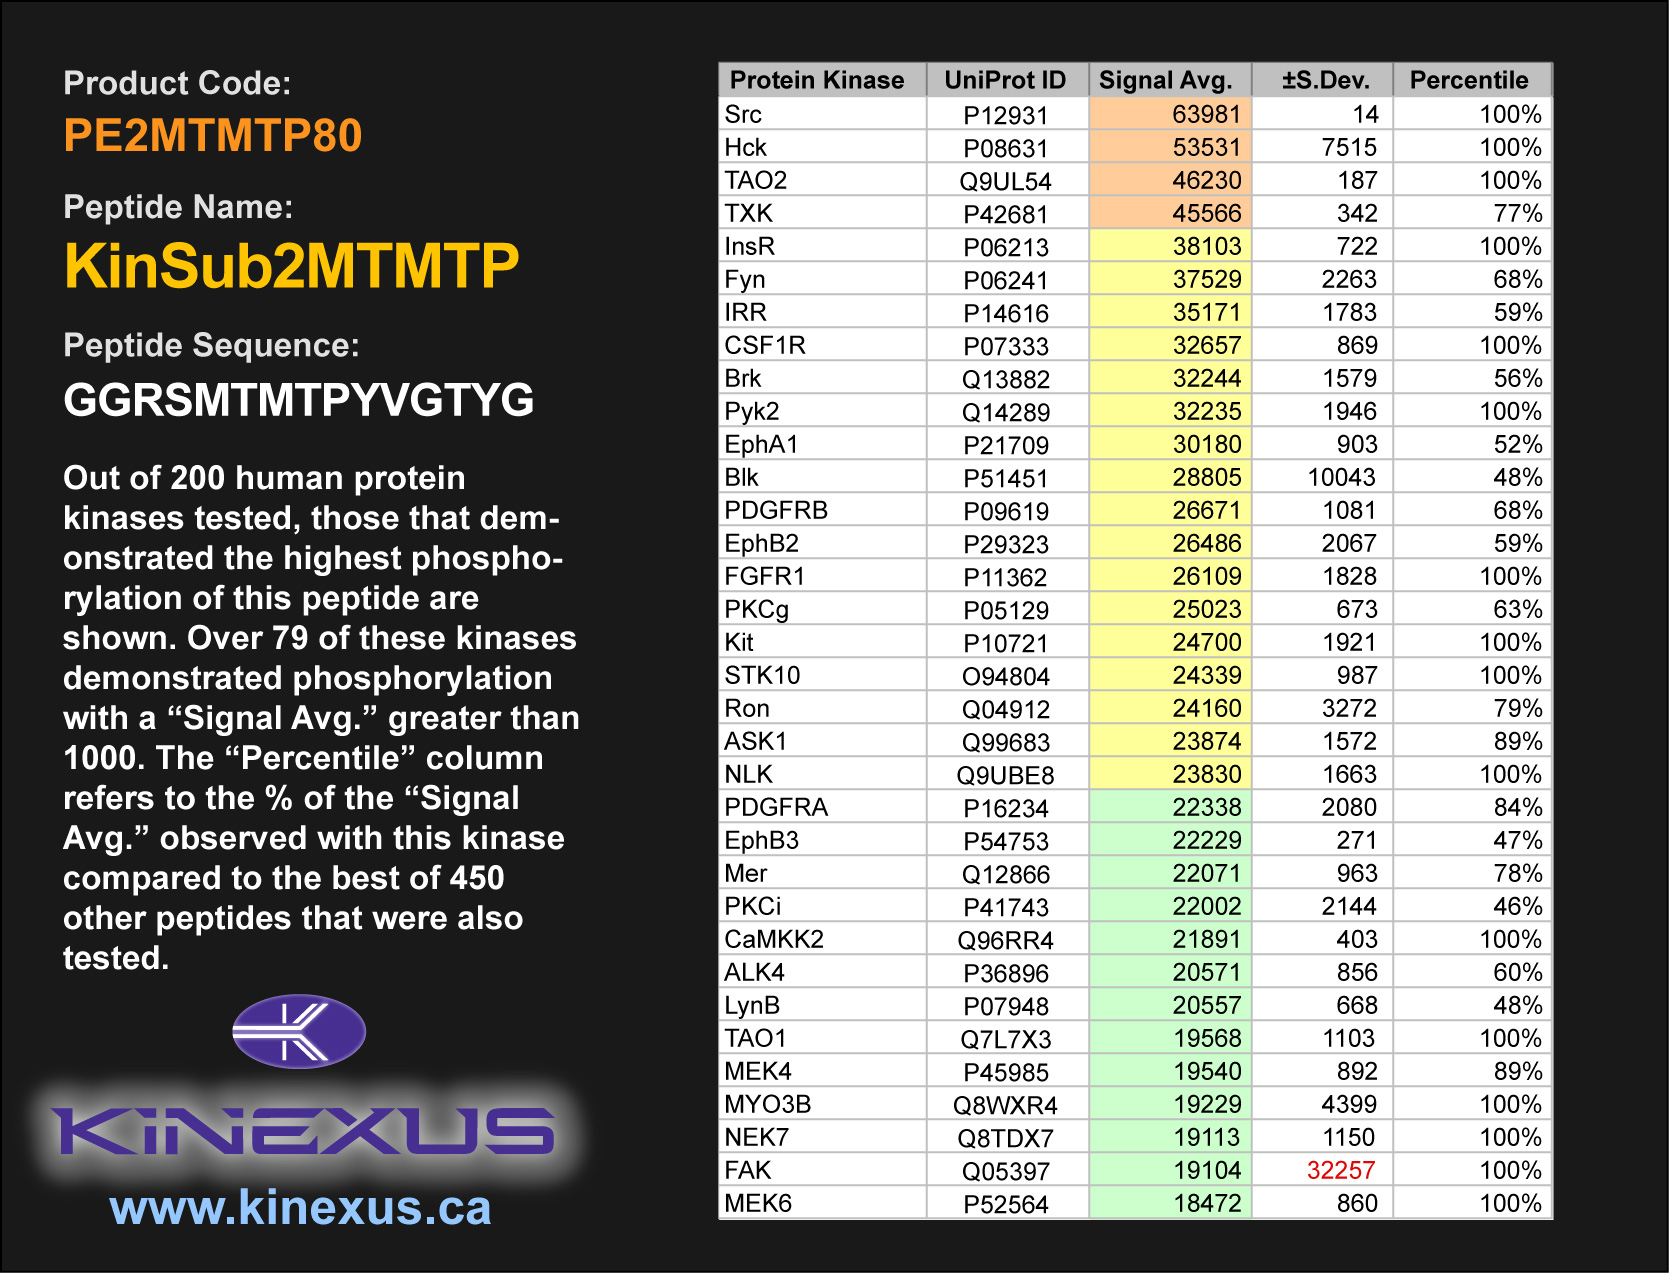 Product Code:
PE2MTMTP80
Peptide Name:
KinSub2MTMTP
Peptide Sequence:
GGRSMTMTPYVGTYG
Out of 200 human protein
kinases tested, those that dem-
onstrated the highest phospho-
rylation of this peptide are
shown. Over 79 of these kinases
demonstrated phosphorylation
with a “Signal Avg.” greater than
1000. The “Percentile” column
refers to the % of the “Signal
Avg.” observed with this kinase
compared to the best of 450
other peptides that were also
tested.
KINEXUS
www.kinexus.ca
Protein Kinase UniProt ID Signal Avg. ±S.Dev. Percentile
Src P12931 63981 14 100%
Hck P08631 53531 7515 100%
TAO2 Q9UL54 46230 187 100%
TXK P42681 45566 342 77%
InsR P06213 38103 722 100%
Fyn P06241 37529 2263 68%
IRR P14616 35171 1783 59%
CSF1R P07333 32657 869 100%
Brk Q13882 32244 1579 56%
Pyk2 Q14289 32235 1946 100%
EphA1 P21709 30180 903 52%
Blk P51451 28805 10043 48%
PDGFRB P09619 26671 1081 68%
EphB2 P29323 26486 2067 59%
FGFR1 P11362 26109 1828 100%
PKCg P05129 25023 673 63%
Kit P10721 24700 1921 100%
STK10 O94804 24339 987 100%
Ron Q04912 24160 3272 79%
ASK1 Q99683 23874 1572 89%
NLK Q9UBE8 23830 1663 100%
PDGFRA P16234 22338 2080 84%
EphB3 P54753 22229 271 47%
Mer Q12866 22071 963 78%
PKCi P41743 22002 2144 46%
CaMKK2 Q96RR4 21891 403 100%
ALK4 P36896 20571 856 60%
LynB P07948 20557 668 48%
TAO1 Q7L7X3 19568 1103 100%
MEK4 P45985 19540 892 89%
MYO3B Q8WXR4 19229 4399 100%
NEK7 Q8TDX7 19113 1150 100%
FAK Q05397 19104 32257 100%
MEK6 P52564 18472 860 100%